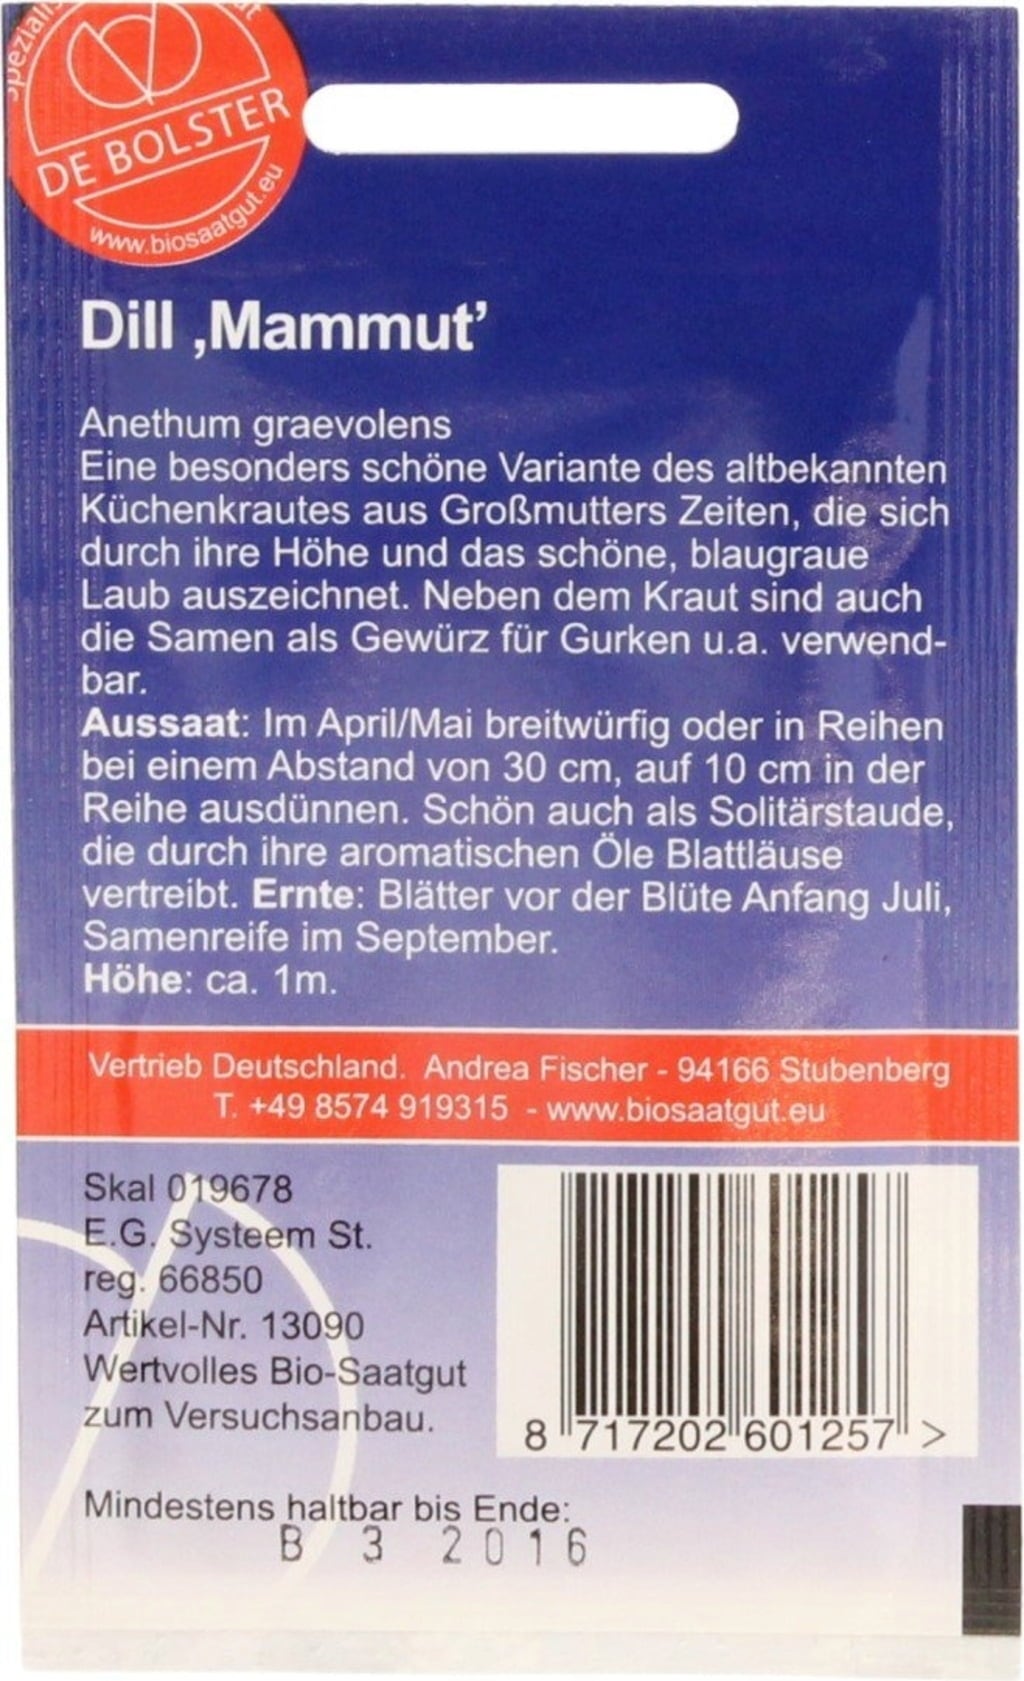 DE BOLSTER
www.biosaatgut.eu
Dill ‚Mammut’
Anethum graevolens
Eine besonders schöne Variante des altbekannten
Küchenkrautes aus Großmutters Zeiten, die sich
durch ihre Höhe und das schöne, blaugraue
Laub auszeichnet. Neben dem Kraut sind auch
die Samen als Gewürz für Gurken u.a. verwend-
bar.
Aussaat: Im April/Mai breitwürfig oder in Reihen
bei einem Abstand von 30 cm, auf 10 cm in der
Reihe ausdünnen. Schön auch als Solitärstaude,
die durch ihre aromatischen Öle Blattläuse
vertreibt. Ernte: Blätter vor der Blüte Anfang Juli,
Samenreife im September.
Höhe: ca. 1m.
Vertrieb Deutschland. Andrea Fischer - 94166 Stubenberg
T. +49 8574 919315 - www.biosaatgut.eu
Skal 019678
E.G. Systeem St.
reg. 66850
Artikel-Nr. 13090
Wertvolles Bio-Saatgut
zum Versuchsanbau.
8 717202 601257 >
Mindestens haltbar bis Ende:
B 3 2016